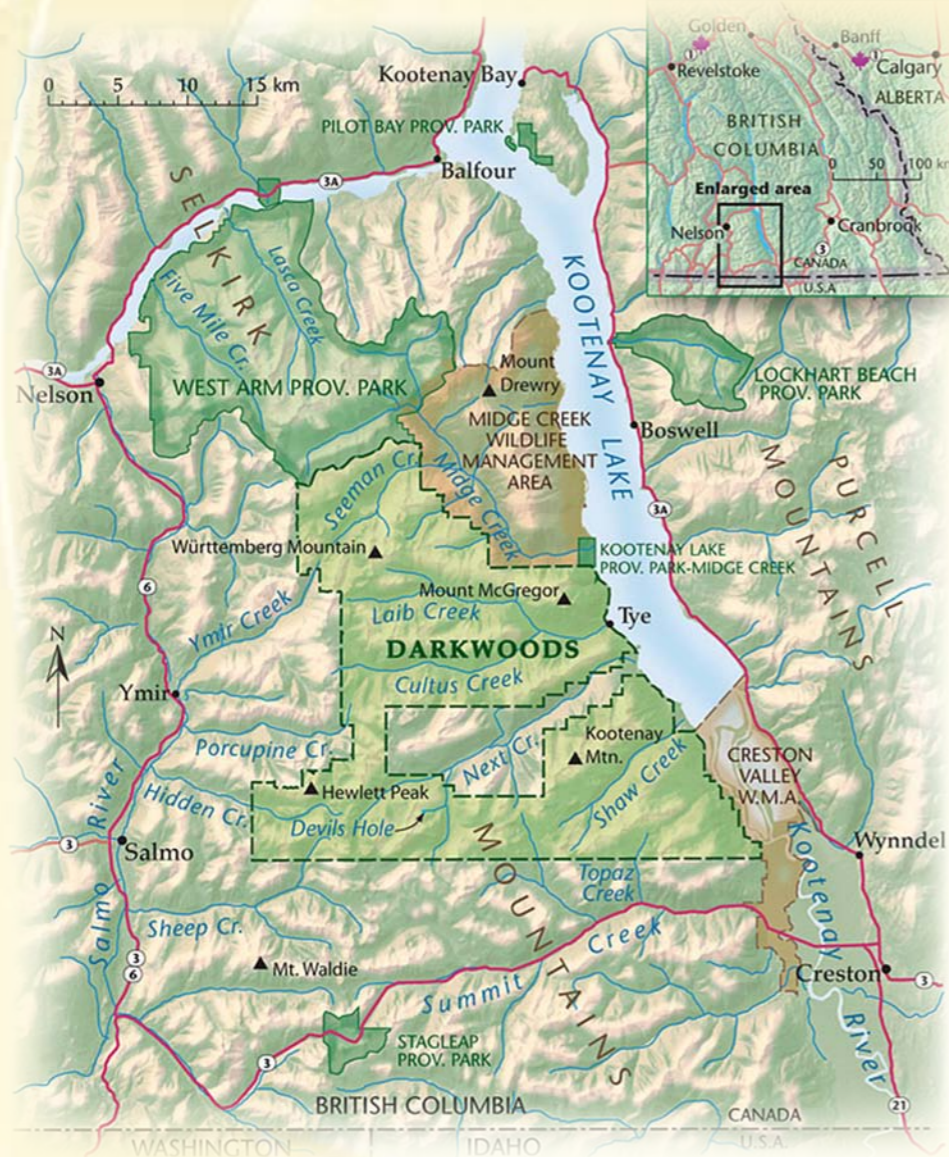 0 5 10 15 km
Kootenay Bay
PILOT BAY PROV. PARK
Balfour
3A
SELKIRK
Lasca Creek
Five Mile Cr.
KOOTENAY LAKE
3A
Nelson
WEST ARM PROV. PARK
Mount
Drewry
MIDGE CREEK
WILDLIFE
MANAGEMENT
AREA
LOCKHART BEACH
PROV. PARK
Boswell
PURCELL
MOUNTAINS
Seeman Cr.
Midge Creek
3A
Württemberg Mountain
KOOTENAY LAKE
PROV. PARK-MIDGE CREEK
6
Mount McGregor
Ymir Creek
Laib Creek
Tye
N
DARKWOODS
Cultus Creek
Ymir
Porcupine Cr.
Next Cr.
Kootenay
Mtn.
CRESTON
VALLEY
W.M.A.
Hewlett Peak
Hidden Cr.
Devils Hole
Shaw Creek
3
Salmo
Salmo River
MOUNTAINS
Topaz
Creek
Wynndel
Kootenay River
Sheep Cr.
3
6
Mt. Waldie
Summit Creek
Creston
3
STAGLEAP
PROV. PARK
3
BRITISH COLUMBIA
CANADA
21
WASHINGTON
IDAHO
U.S.A.
Golden
Banff
1
1
Revelstoke
Calgary
ALBERTA
BRITISH
COLUMBIA
0 50 100 km
Enlarged area
Nelson
Cranbrook
3
CANADA
U.S.A.